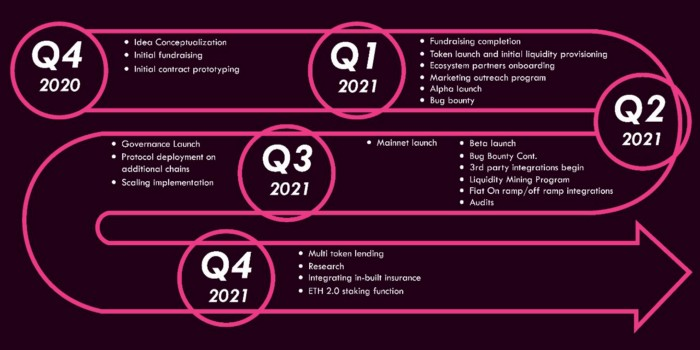 Q4
2020
Idea Conceptualization
Initial fundraising
Initial contract prototyping
Q1
2021
Fundraising completion
Token launch and initial liquidity provisioning
Ecosystem partners onboarding
Marketing outreach program
Alpha launch
Bug bounty
Q2
2021
Beta launch
Bug Bounty Cont.
3rd party integrations begin
Liquidity Mining Program
Fiat On ramp/off ramp integrations
Audits
Mainnet launch
Q3
2021
Governance Launch
Protocol deployment on
additional chains
Scaling implementation
Q4
2021
Multi token lending
Research
Integrating in-built insurance
ETH 2.0 staking function